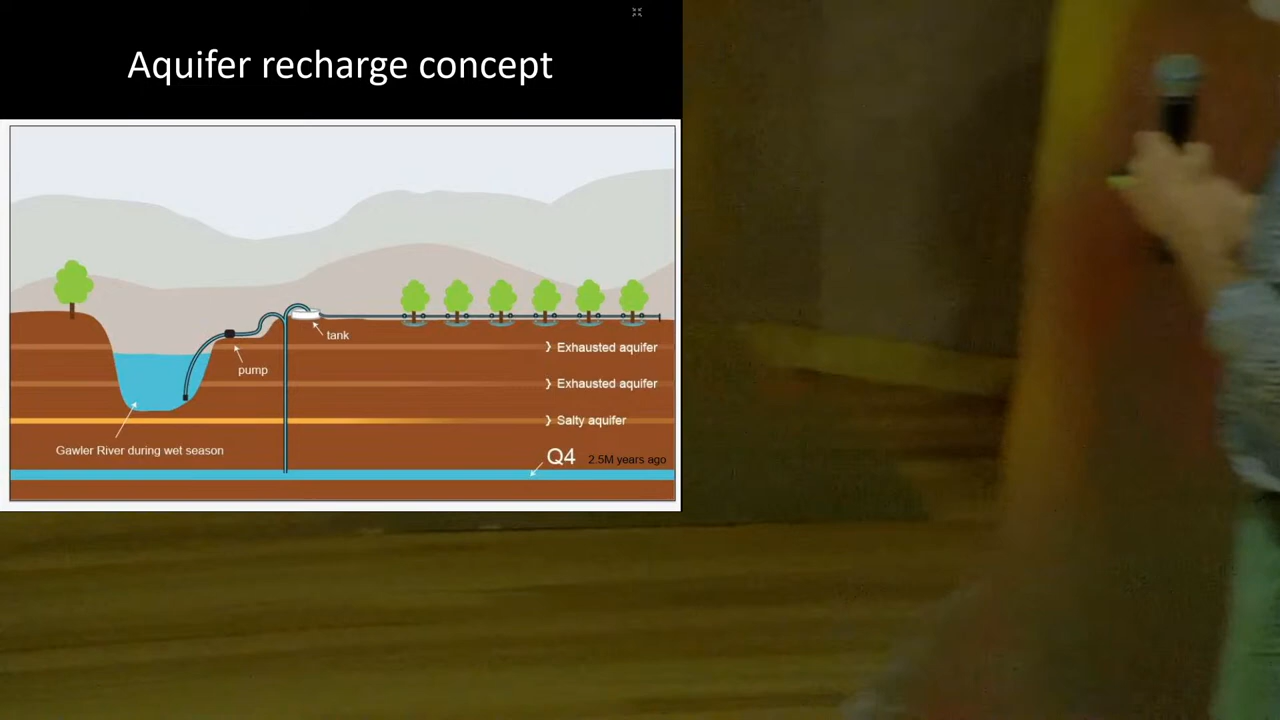 Aquifer recharge concept
tank
pump
Exhausted aquifer
Exhausted aquifer
Salty aquifer
Gawler River during wet season
Q4 2.5M years ago